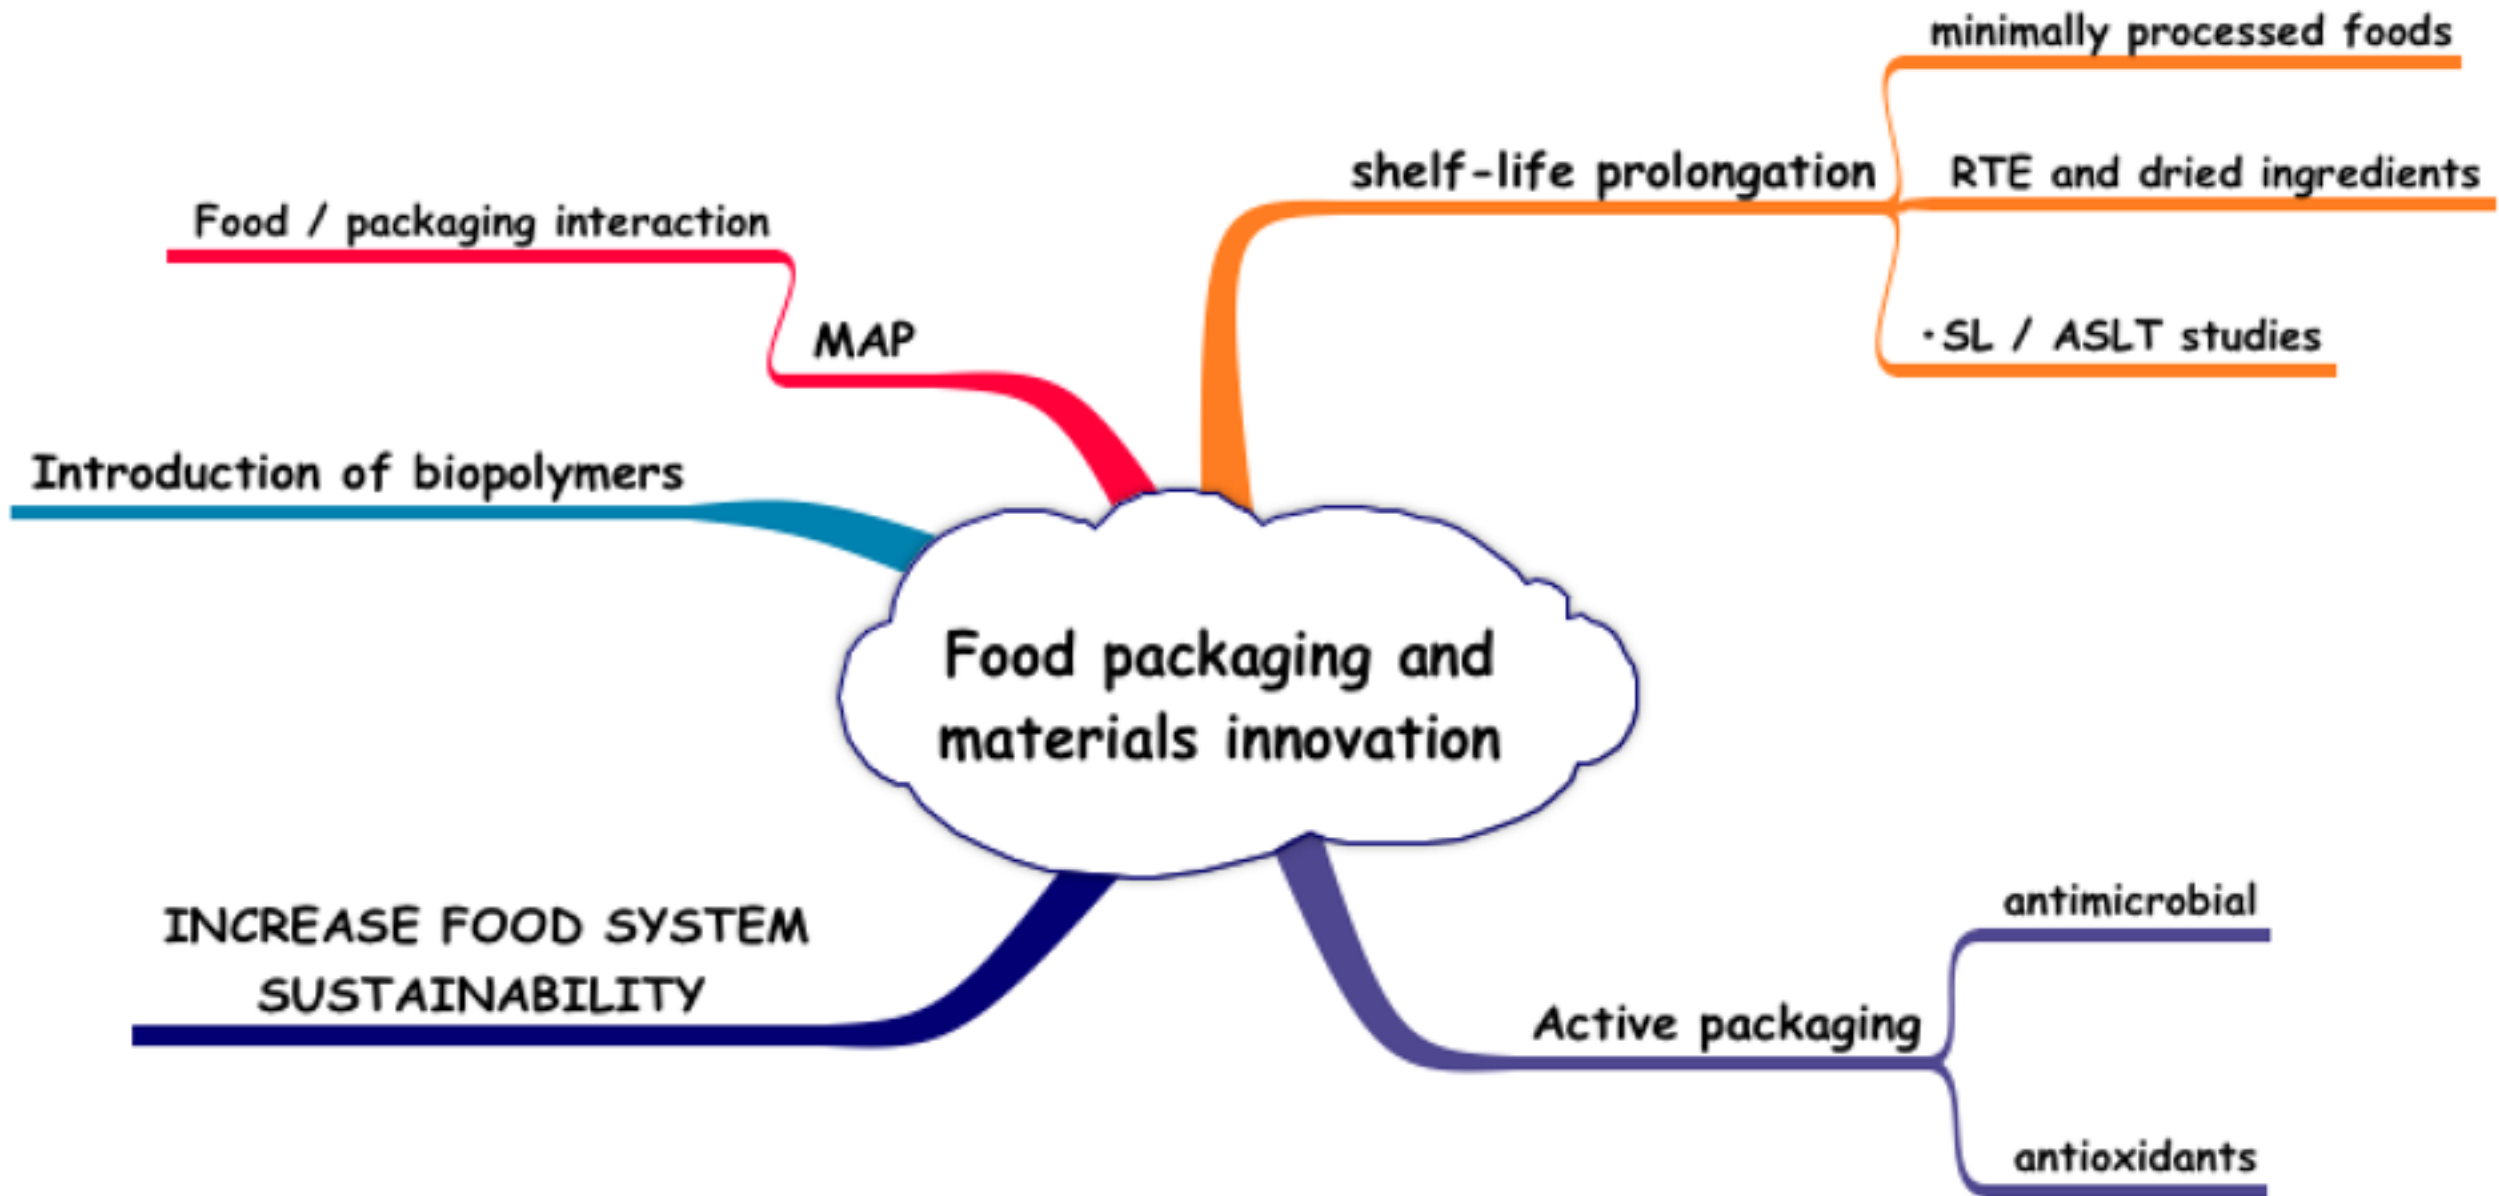 minimally processed foods
shelf-life prolongation
RTE and dried ingredients
Food / packaging interaction
MAP
·SL / ASLT studies
Introduction of biopolymers
Food packaging and
materials innovation
INCREASE FOOD SYSTEM
SUSTAINABILITY
antimicrobial
Active packaging
antioxidants